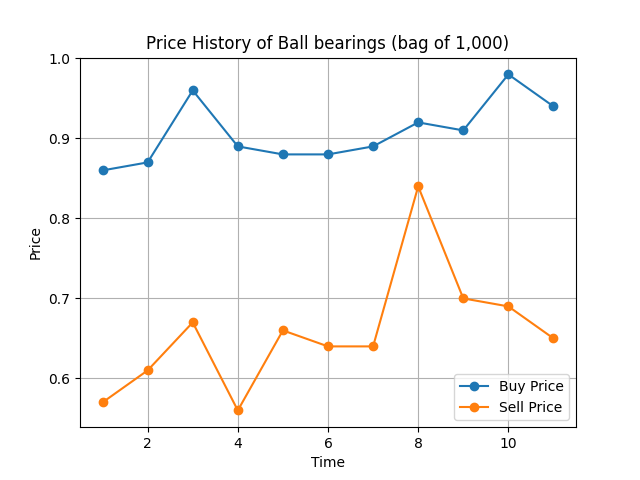 Price History of Ball bearings (bag of 1,000)
1.0
0.9
0.8
0.7
0.6
Price
Buy Price
Sell Price
2 4 6 8 10
Time